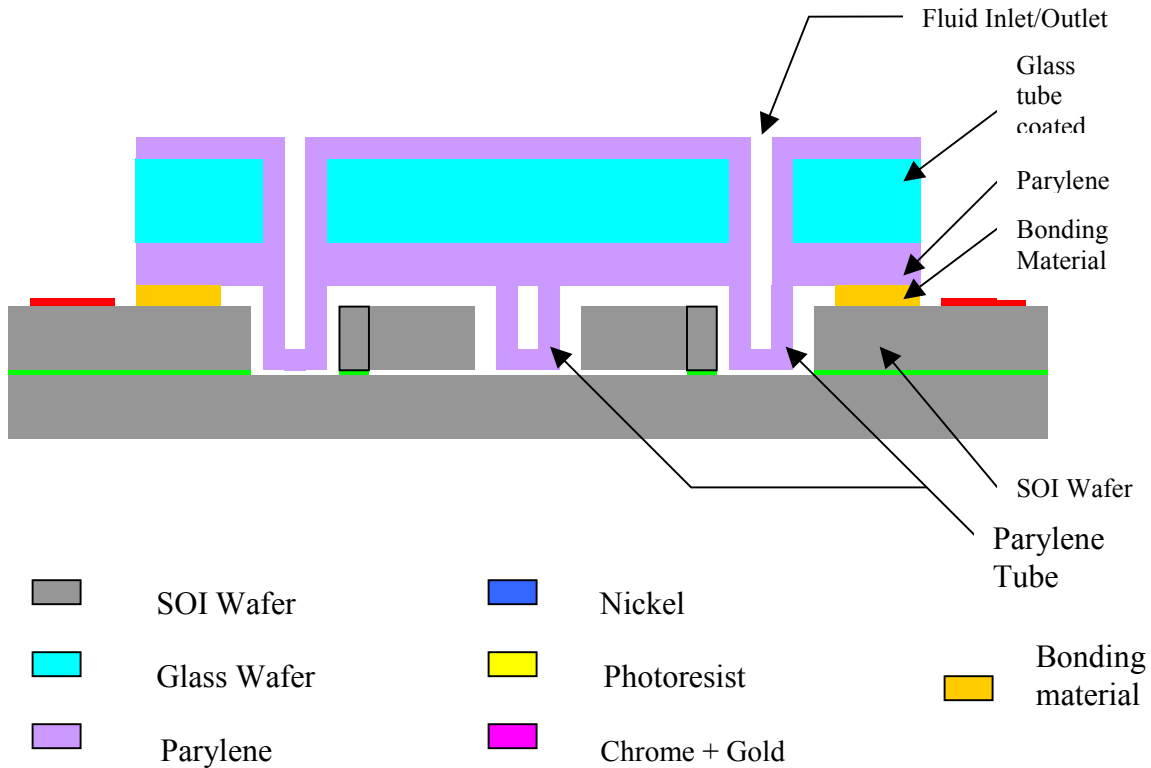 Fluid Inlet/Outlet
Glass
tube
coated
Parylene
Bonding
Material
SOI Wafer
Parylene
Tube
SOI Wafer
Nickel
Glass Wafer
Photoresist
Bonding
material
Parylene
Chrome + Gold